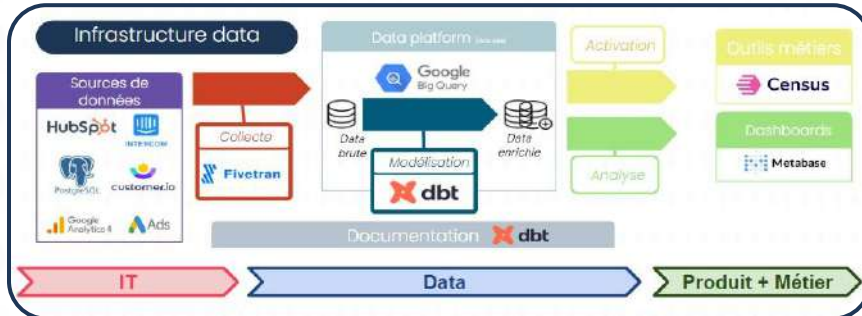 Infrastructure data
Sources de
données
HubSpot
INTERCOM
PostgreSQL
customer.io
Google
Analytics 4
Ads
Collecte
Fivetran
Data platform
Google
Big Query
Data
brute
Data
enrichie
Modélisation
dbt
Activation
Analyse
Outils métiers
Census
Dashboards
Metabase
Documentation dbt
IT
Data
Produit + Métier